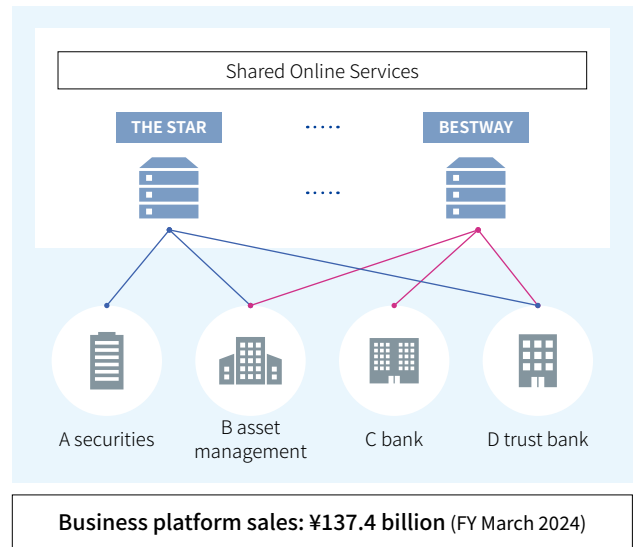 Shared Online Services
THE STAR
BESTWAY
A securities
B asset
management
C bank
D trust bank
Business platform sales: ¥137.4 billion (FY March 2024)